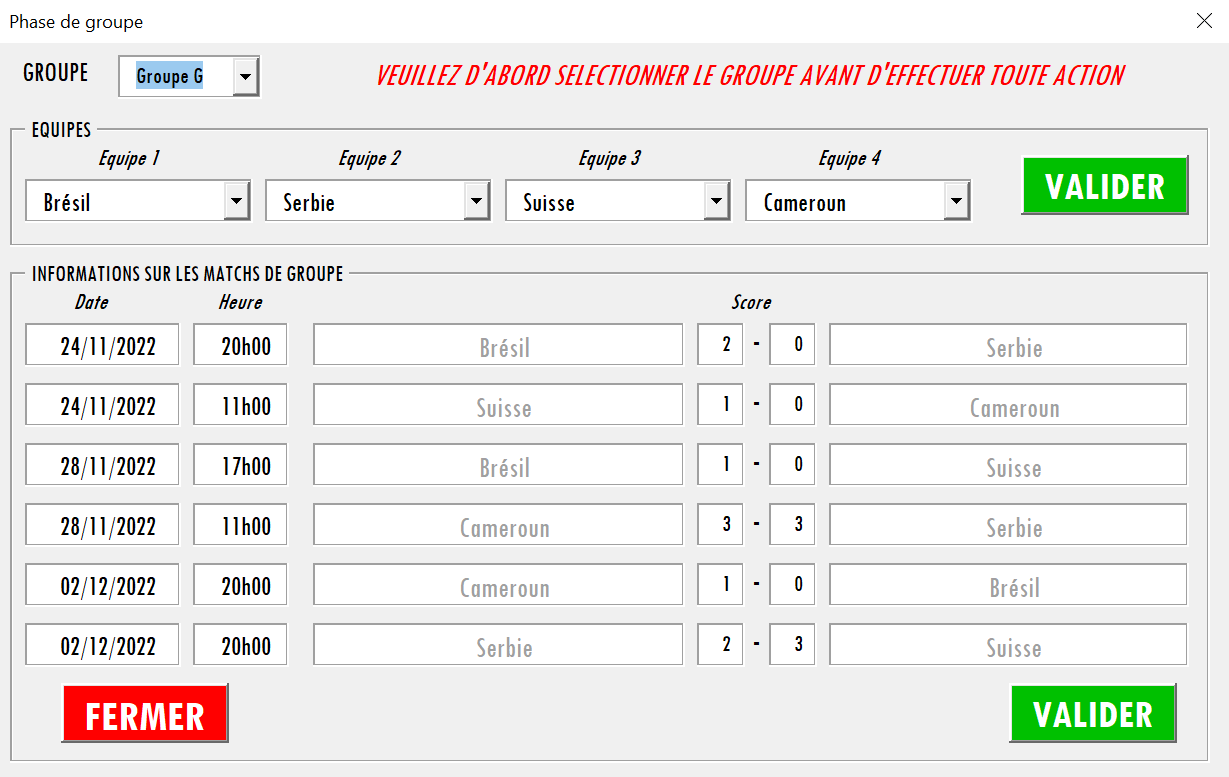 Phase de groupe
GROUPE Groupe G VEUILLEZ D'ABORD SELECTIONNER LE GROUPE AVANT D'EFFECTUER TOUTE ACTION
EQUIPES
Equipe 1 Equipe 2 Equipe 3 Equipe 4
Brésil Serbie Suisse Cameroun VALIDER
INFORMATIONS SUR LES MATCHS DE GROUPE
Date Heure Score
24/11/2022 20h00 Brésil 2 - 0 Serbie
24/11/2022 11h00 Suisse 1 - 0 Cameroun
28/11/2022 17h00 Brésil 1 - 0 Suisse
28/11/2022 11h00 Cameroun 3 - 3 Serbie
02/12/2022 20h00 Cameroun 1 - 0 Brésil
02/12/2022 20h00 Serbie 2 - 3 Suisse
FERMER VALIDER